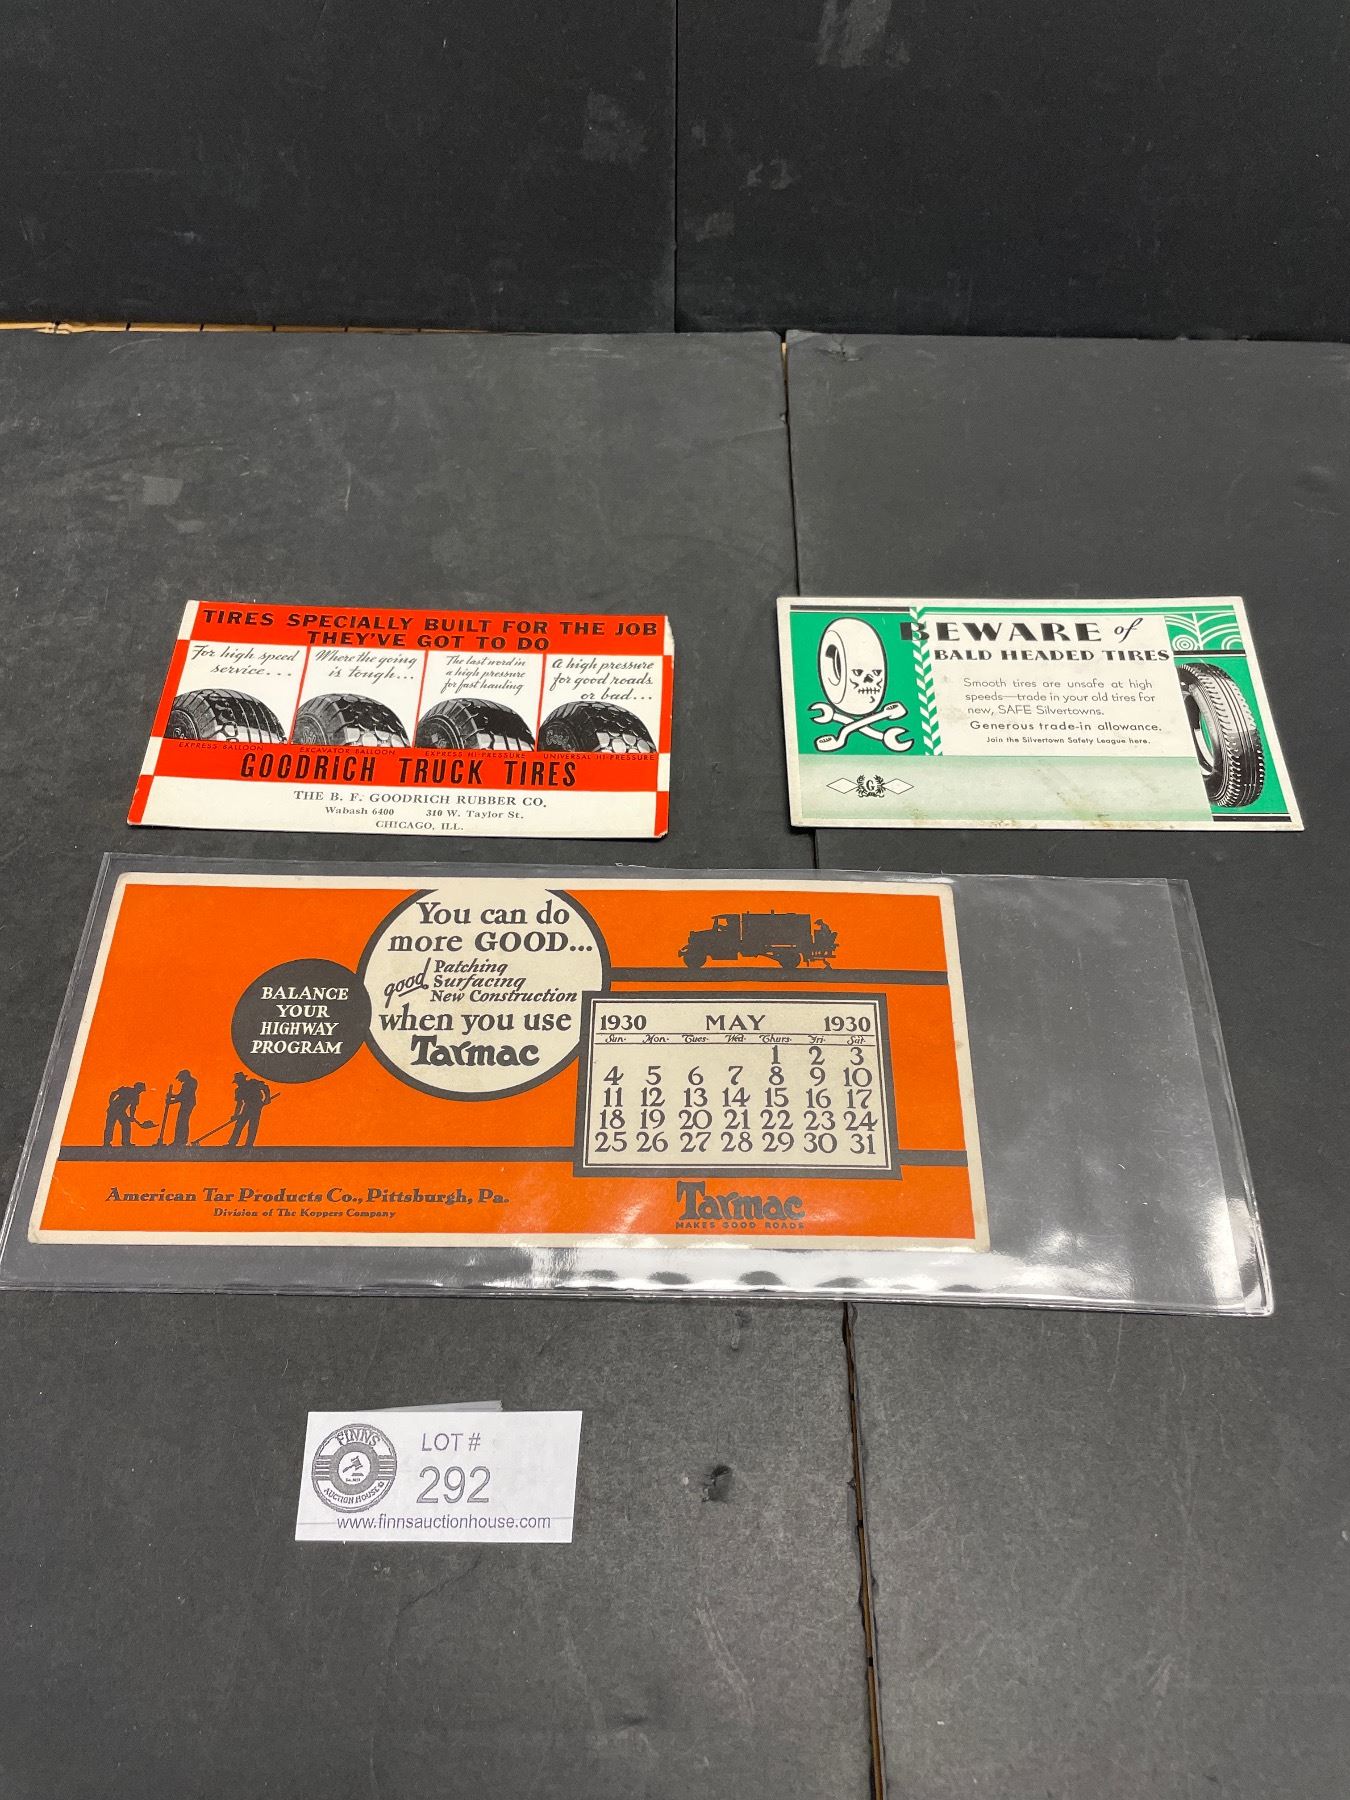 TIRES SPECIALLY BUILT FOR THE JOB
THEY'VE GOT TO DO
For high speed
service...
Where the going
is tough...
The last word in
a high pressure
for fast hauling
A high pressure
for good roads
or bad...
EXPRESS BALLOON
EXCAVATOR BALLOON
EXPRESS HI-PRESSURE
UNIVERSAL HI-PRESSURE
GOODRICH TRUCK TIRES
THE B. F. GOODRICH RUBBER CO.
Wabash 6400 310 W. Taylor St.
CHICAGO, ILL.
BEWARE of
BALD HEADED TIRES
Smooth tires are unsafe at high
speeds—trade in your old tires for
new, SAFE Silvertowns.
Generous trade-in allowance.
Join the Silvertown Safety League here.
G
You can do
more GOOD...
good Patching
Surfacing
New Construction
when you use
Tarmac
BALANCE
YOUR
HIGHWAY
PROGRAM
1930 MAY 1930
Sun. Mon. Tues. Wed. Thurs. Fri. Sat.
1 2 3
4 5 6 7 8 9 10
11 12 13 14 15 16 17
18 19 20 21 22 23 24
25 26 27 28 29 30 31
American Tar Products Co., Pittsburgh, Pa.
Division of The Koppers Company
Tarmac
MAKES GOOD ROADS
FINNS
AUCTION HOUSE
LOT #
292
www.finnsauctionhouse.com